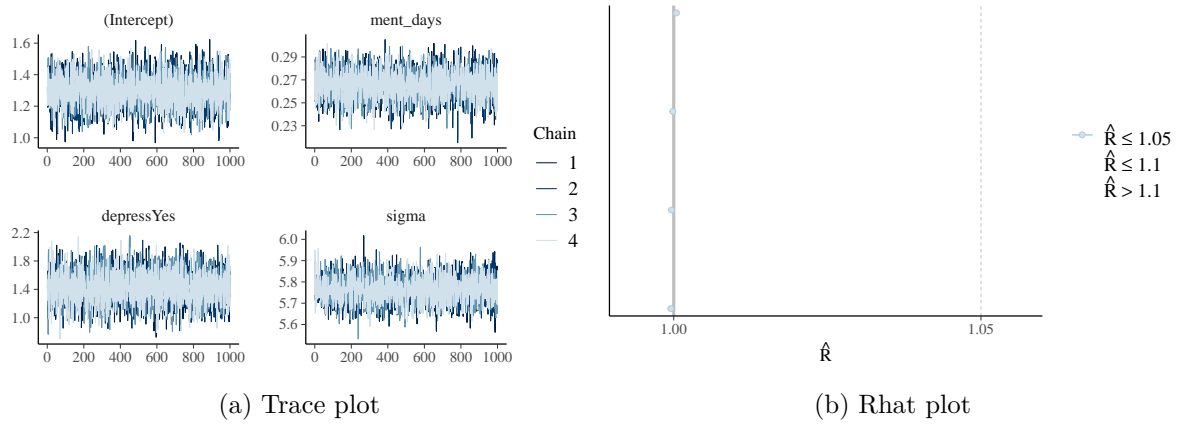 (Intercept)
1.6
1.4
1.2
1.0
0 200 400 600 800 1000
ment_days
0.29
0.27
0.25
0.23
0 200 400 600 800 1000
depressYes
2.2
1.8
1.4
1.0
0 200 400 600 800 1000
sigma
6.0
5.9
5.8
5.7
5.6
0 200 400 600 800 1000
Chain
1
2
3
4
(a) Trace plot
1.00 1.05
R̂
R̂ ≤ 1.05
R̂ ≤ 1.1
R̂ > 1.1
(b) Rhat plot